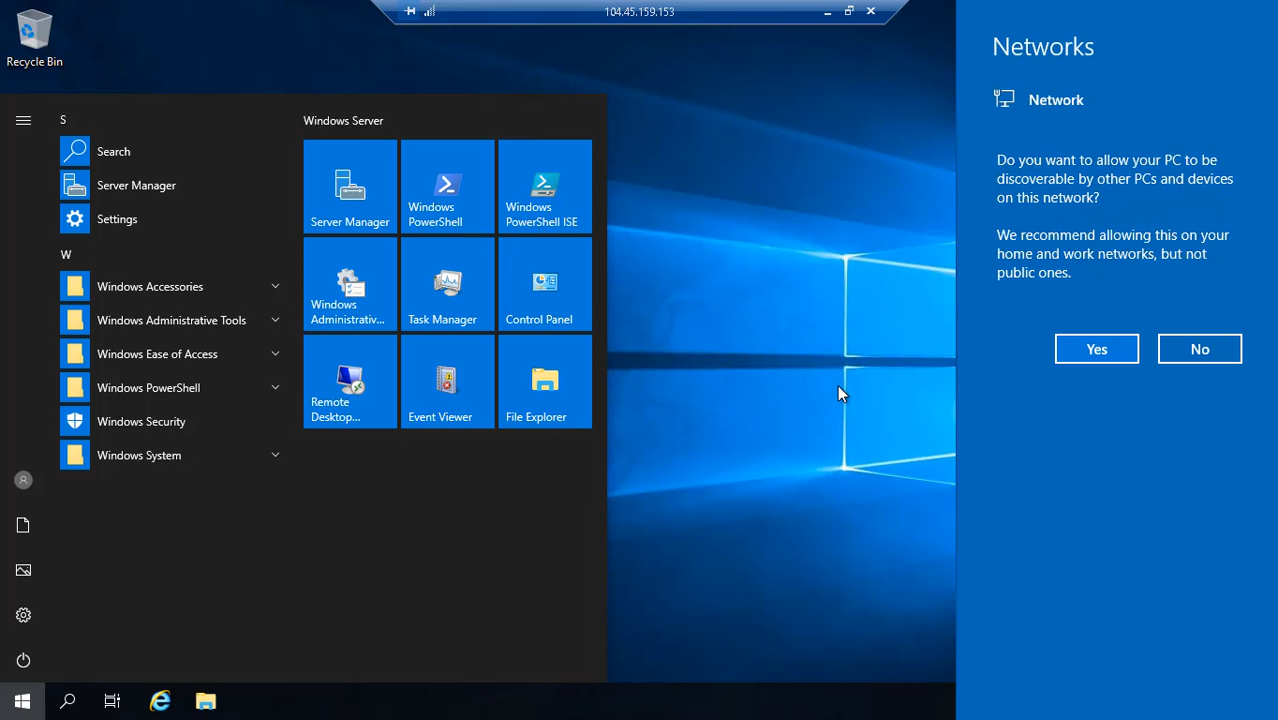 104.45.159.153
Recycle Bin
S
Search
Server Manager
Settings
W
Windows Accessories
Windows Administrative Tools
Windows Ease of Access
Windows PowerShell
Windows Security
Windows System
Windows Server
Server Manager
Windows
PowerShell
Windows
PowerShell ISE
Windows
Administrativ...
Task Manager
Control Panel
Remote
Desktop...
Event Viewer
File Explorer
Networks
Network
Do you want to allow your PC to be
discoverable by other PCs and devices
on this network?
We recommend allowing this on your
home and work networks, but not
public ones.
Yes
No